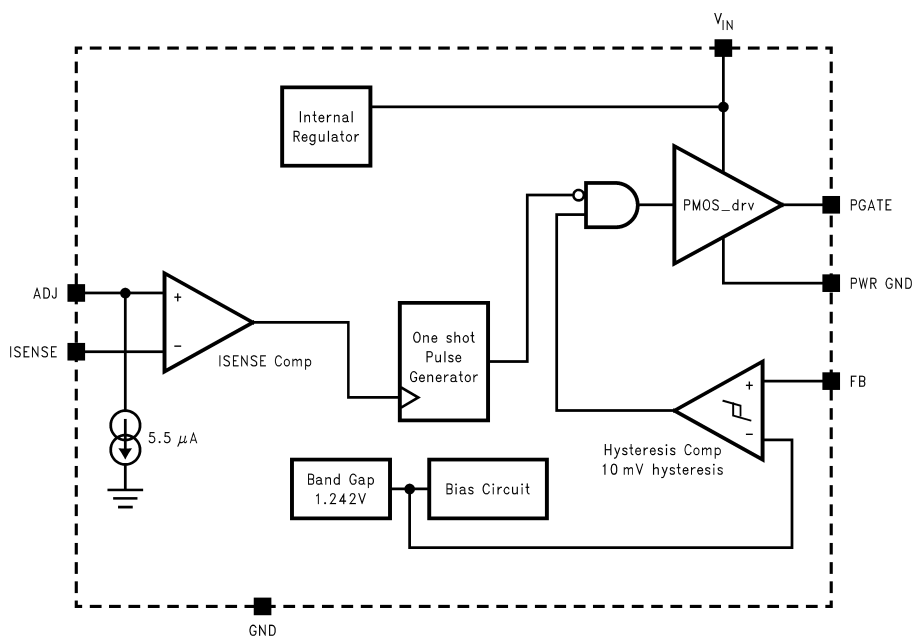 VIN
Internal
Regulator
PMOS_drv
PGATE
PWR GND
ADJ
+
−
ISENSE
ISENSE Comp
One shot
Pulse
Generator
+
−
FB
5.5 μA
Hysteresis Comp
10 mV hysteresis
Band Gap
1.242V
Bias Circuit
GND